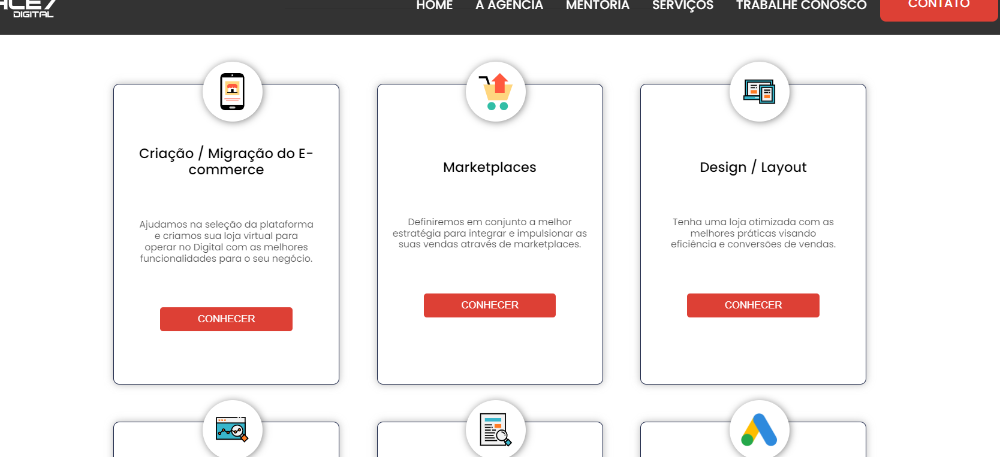 DIGITAL
HOME A AGÊNCIA MENTORIA SERVIÇOS TRABALHE CONOSCO CONTATO
Criação / Migração do E-
commerce
Ajudamos na seleção da plataforma
e criamos sua loja virtual para
operar no Digital com as melhores
funcionalidades para o seu negócio.
CONHECER
Marketplaces
Definiremos em conjunto a melhor
estratégia para integrar e impulsionar as
suas vendas através de marketplaces.
CONHECER
Design / Layout
Tenha uma loja otimizada com as
melhores práticas visando
eficiência e conversões de vendas.
CONHECER